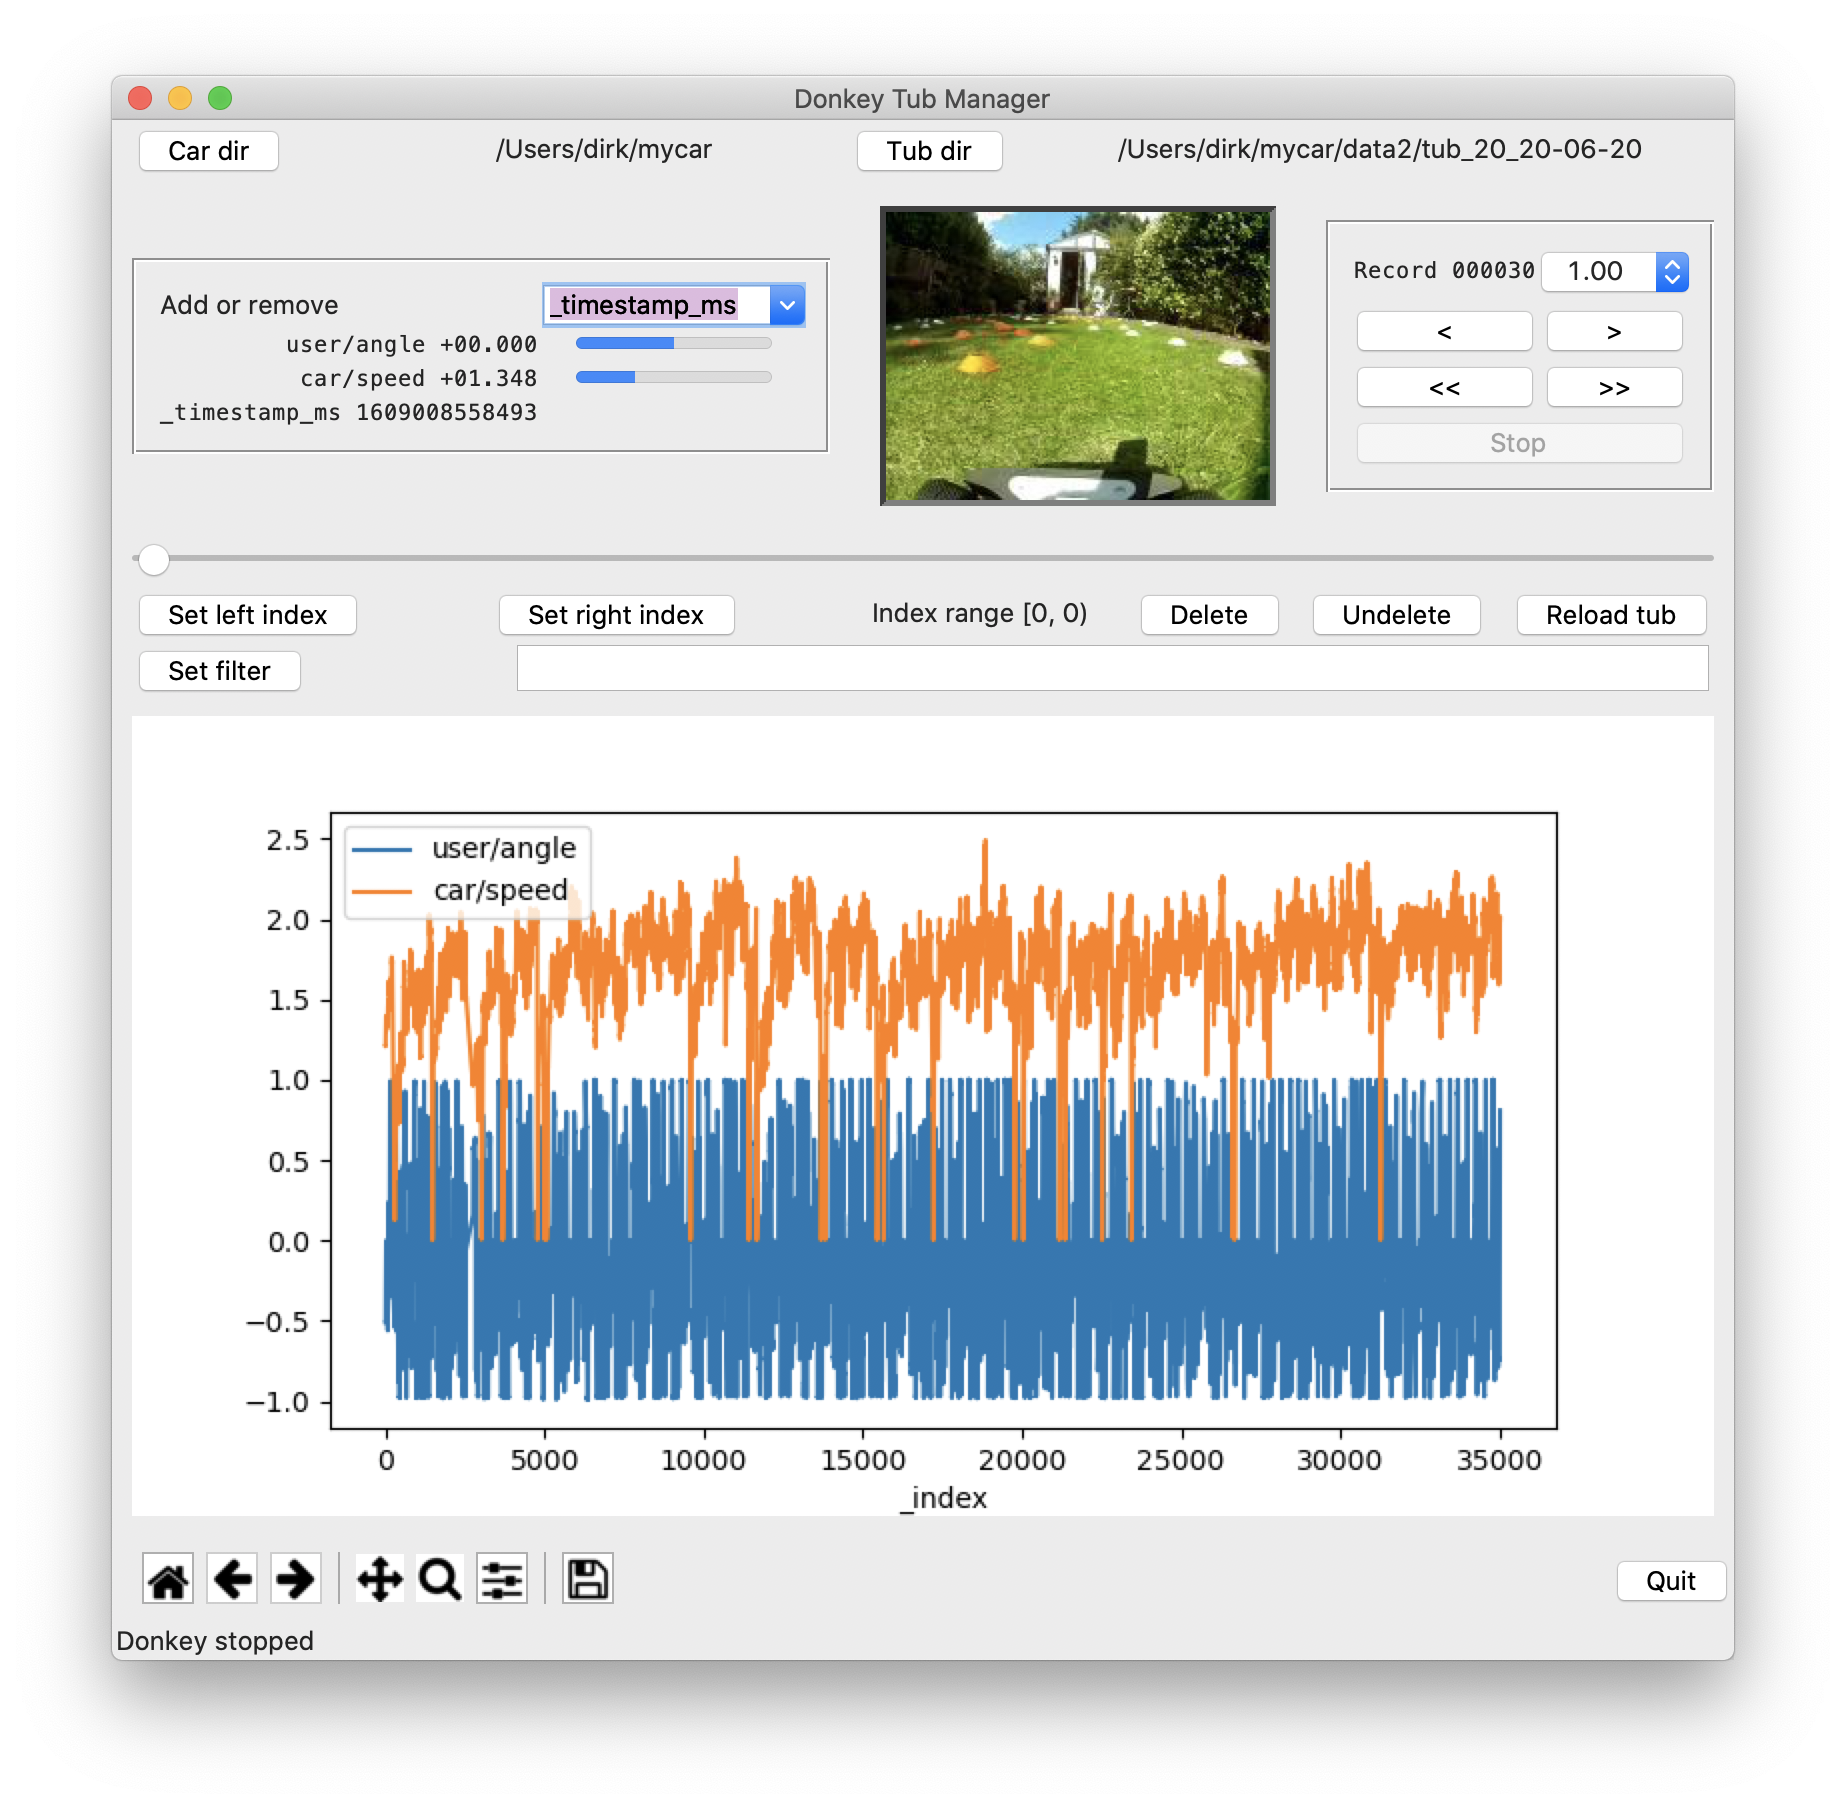 Donkey Tub Manager
Car dir /Users/dirk/mycar Tub dir /Users/dirk/mycar/data2/tub_20_20-06-20
Record 000030 1.00
Add or remove _timestamp_ms
user/angle +00.000
car/speed +01.348
_timestamp_ms 1609008558493
< >
<< >>
Stop
Set left index Set right index Index range [0, 0) Delete Undelete Reload tub
Set filter
user/angle
car/speed
2.5
2.0
1.5
1.0
0.5
0.0
−0.5
−1.0
0 5000 10000 15000 20000 25000 30000 35000
_index
Quit
Donkey stopped